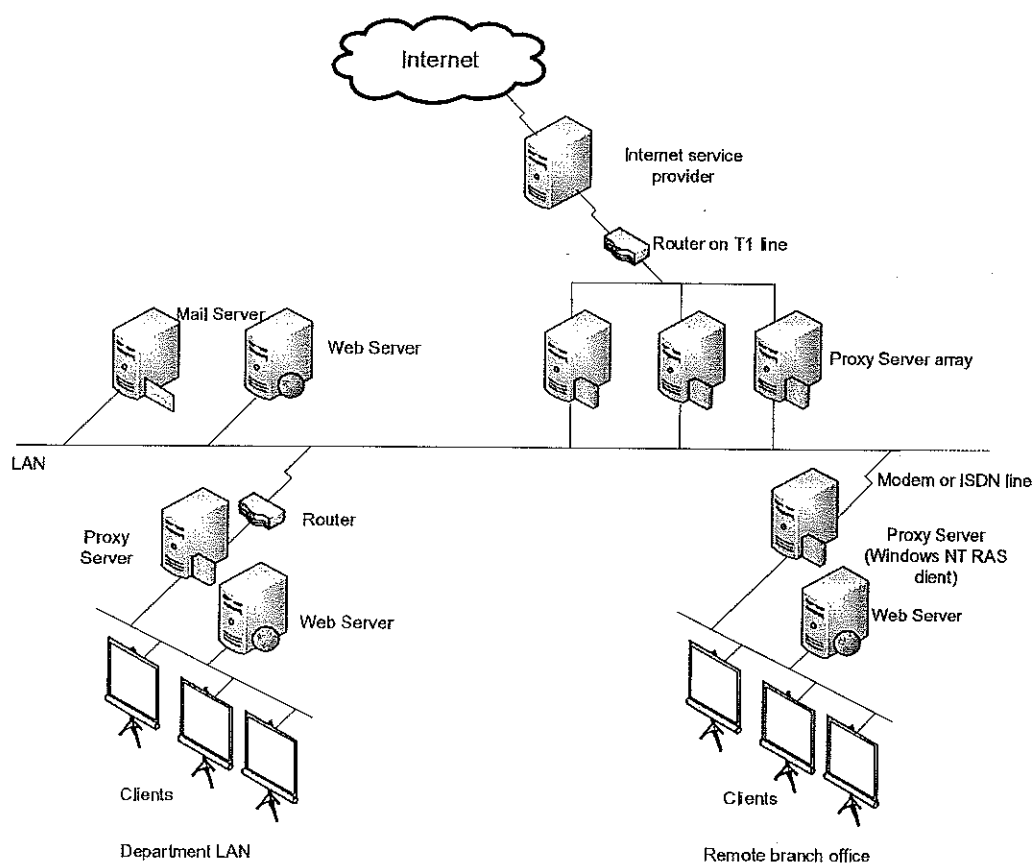 Internet
Internet service
provider
Router on T1 line
Mail Server
Web Server
Proxy Server array
LAN
Modem or ISDN line
Router
Proxy
Server
Proxy Server
(Windows NT RAS
client)
Web Server
Web Server
Clients
Clients
Department LAN
Remote branch office